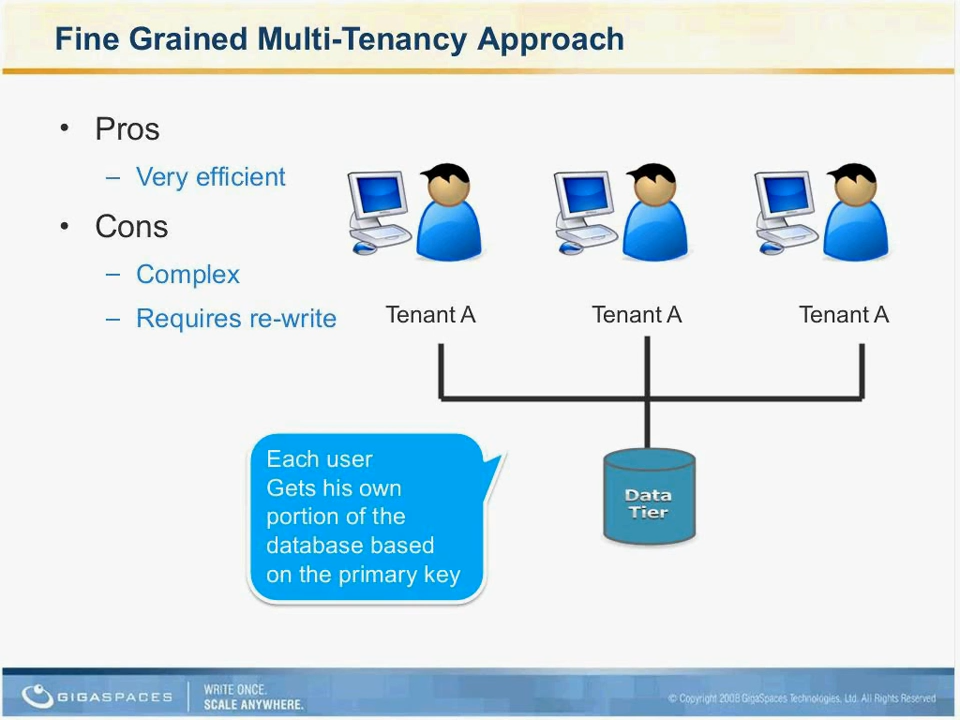 Fine Grained Multi-Tenancy Approach
• Pros
– Very efficient
• Cons
– Complex
– Requires re-write
Tenant A
Tenant A
Tenant A
Each user
Gets his own
portion of the
database based
on the primary key
Data
Tier
GIGASPACES
WRITE ONCE.
SCALE ANYWHERE.
© Copyright 2008 GigaSpaces Technologies, Ltd. All Rights Reserved